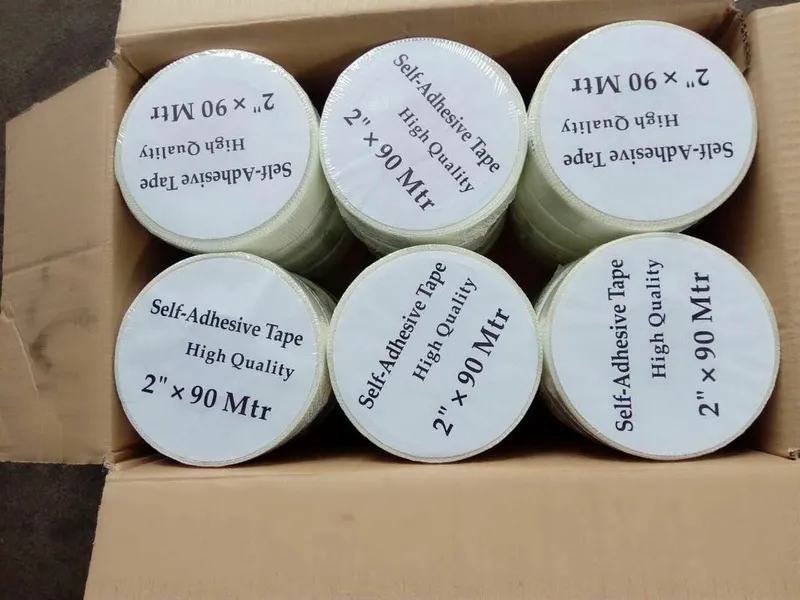 2" × 90 Mtr
High Quality
Self-Adhesive Tape
Self-Adhesive Tape
High Quality
2" × 90 Mtr
2" × 90 Mtr
High Quality
Self-Adhesive Tape
Self-Adhesive Tape
High Quality
2" × 90 Mtr
Self-Adhesive Tape
High Quality
2" × 90 Mtr
Self-Adhesive Tape
High Quality
2" × 90 Mtr